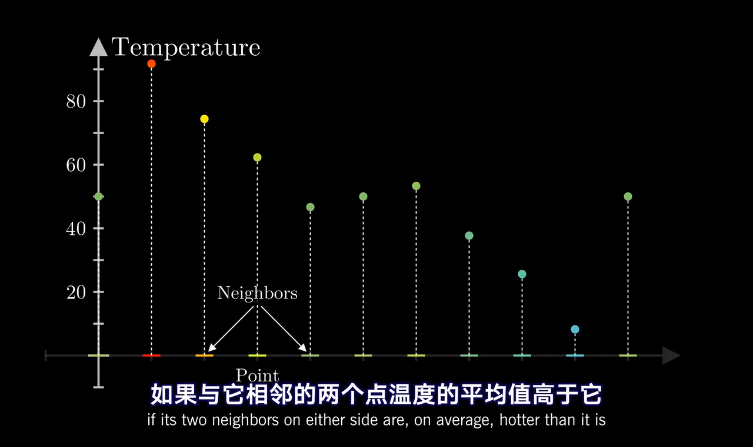 Temperature
80
60
40
20
Neighbors
Point
如果与它相邻的两个点温度的平均值高于它
if its two neighbors on either side are, on average, hotter than it is